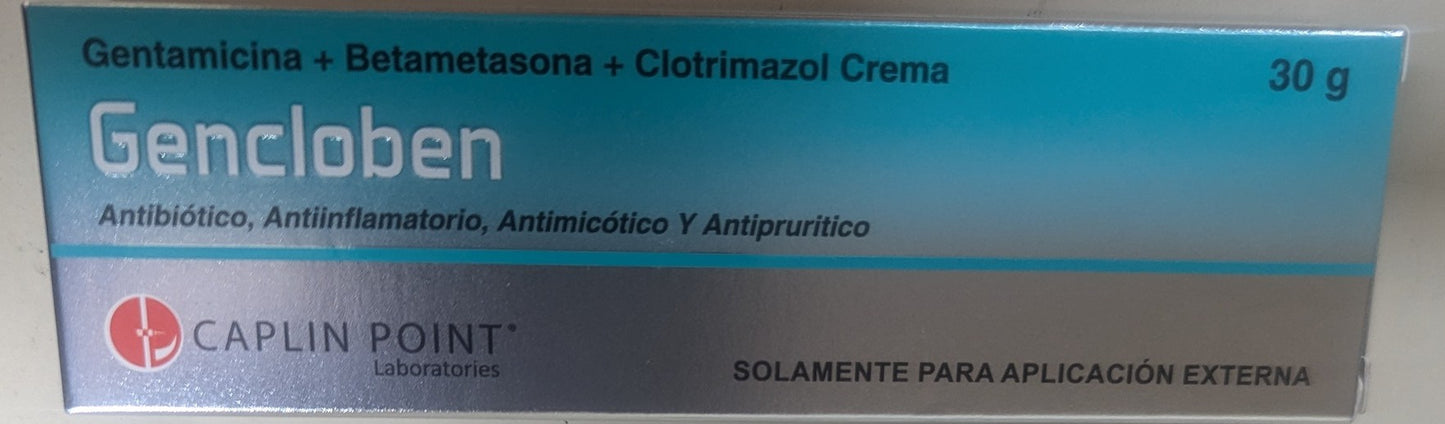 Gentamicina + Betametasona + Clotrimazol Crema 30 g
Gencloben
Antibiótico, Antiinflamatorio, Antimicótico Y Antipruritico
CAPLIN POINT®
Laboratories
SOLAMENTE PARA APLICACIÓN EXTERNA